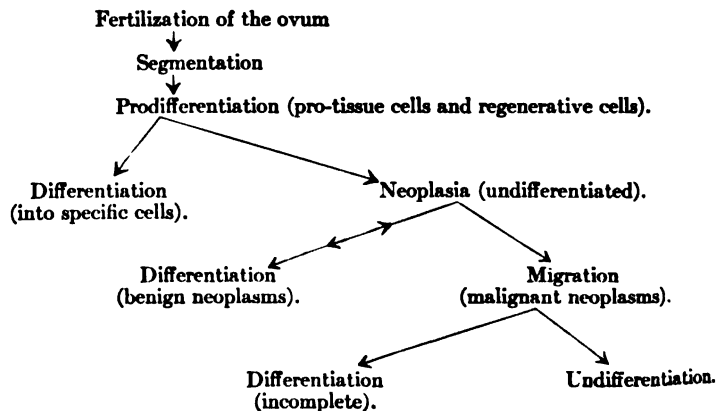 Fertilization of the ovum
Segmentation
Prodifferentiation (pro-tissue cells and regenerative cells).
Differentiation
(into specific cells).
Neoplasia (undifferentiated).
Differentiation
(benign neoplasms).
Migration
(malignant neoplasms).
Differentiation
(incomplete).
Undifferentiation.